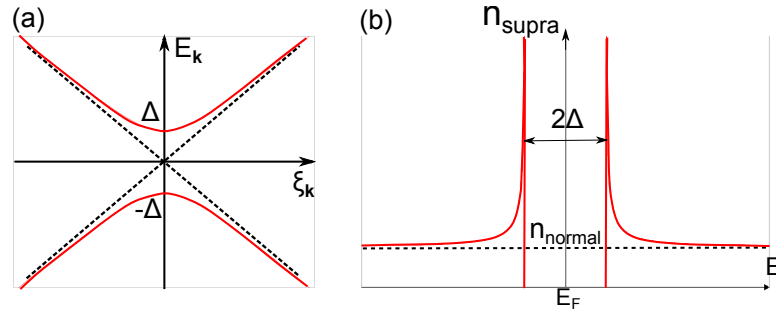 (a)
E_k
Δ
ξ_k
-Δ
(b)
n_supra
2Δ
n_normal
E
E_F